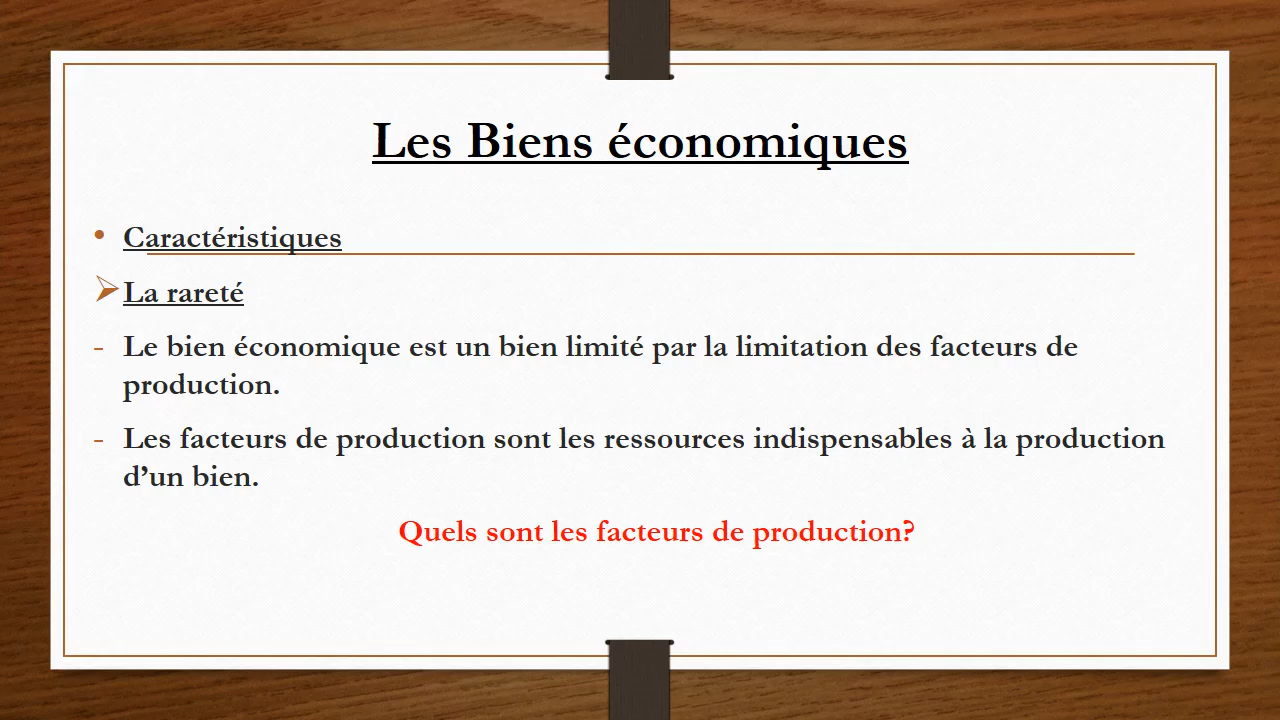 Les Biens économiques
• Caractéristiques
➢ La rareté
- Le bien économique est un bien limité par la limitation des facteurs de
production.
- Les facteurs de production sont les ressources indispensables à la production
d’un bien.
Quels sont les facteurs de production?